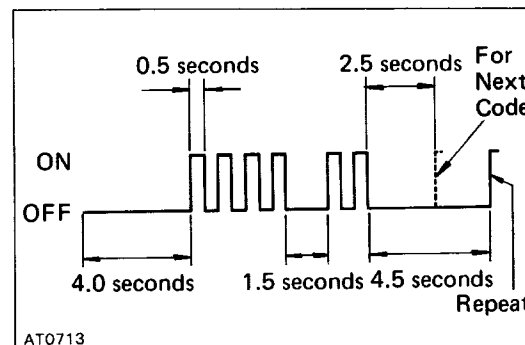 0.5 seconds
2.5 seconds
For
Next
Code
ON
OFF
4.0 seconds
1.5 seconds
4.5 seconds
Repeat
AT0713